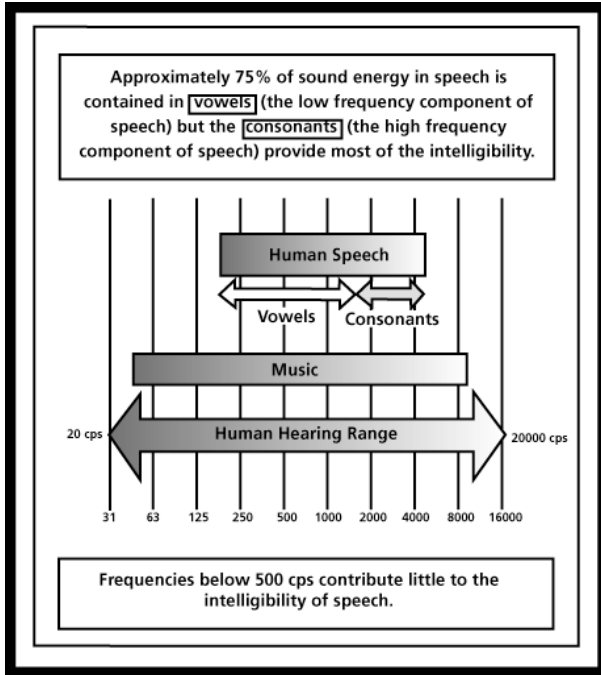 Approximately 75% of sound energy in speech is
contained in vowels (the low frequency component of
speech) but the consonants (the high frequency
component of speech) provide most of the intelligibility.
Human Speech
Vowels Consonants
Music
20 cps Human Hearing Range 20000 cps
31 63 125 250 500 1000 2000 4000 8000 16000
Frequencies below 500 cps contribute little to the
intelligibility of speech.